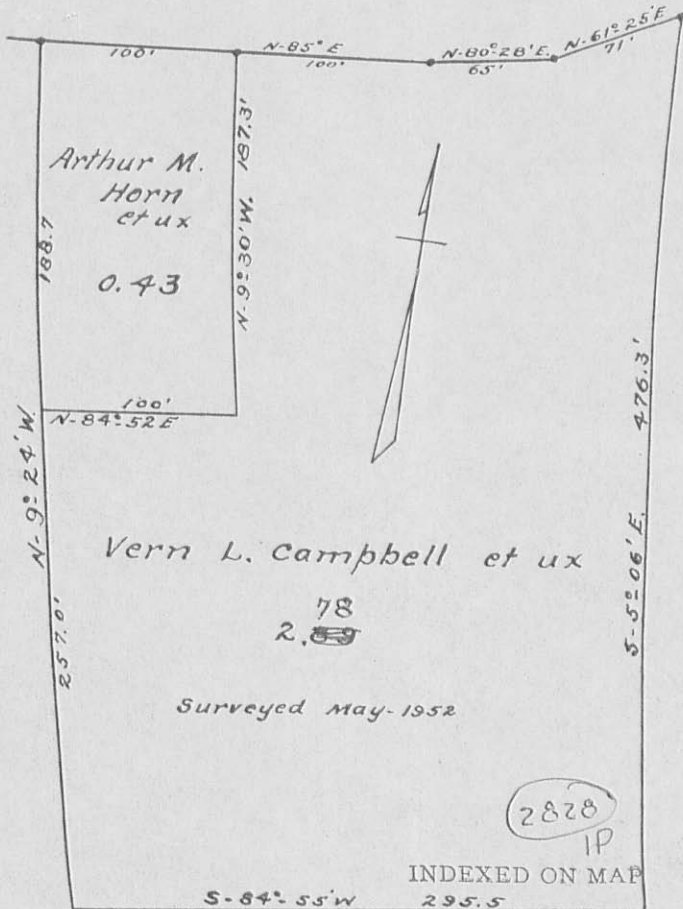 100'
N-85° E
100'
N-80°-28'E.
65'
N-61° 25'E
71'
Arthur M.
Horn
et ux
0.43
188.7
N-9° 30'W. 187.3'
100'
N-84°-52E
N-9° 24'W.
257.0'
476.3'
S-5° 06'E.
Vern L. Campbell et ux
78
2.
Surveyed May-1952
2828
1P
INDEXED ON MAP
S-84°-55'W 295.5